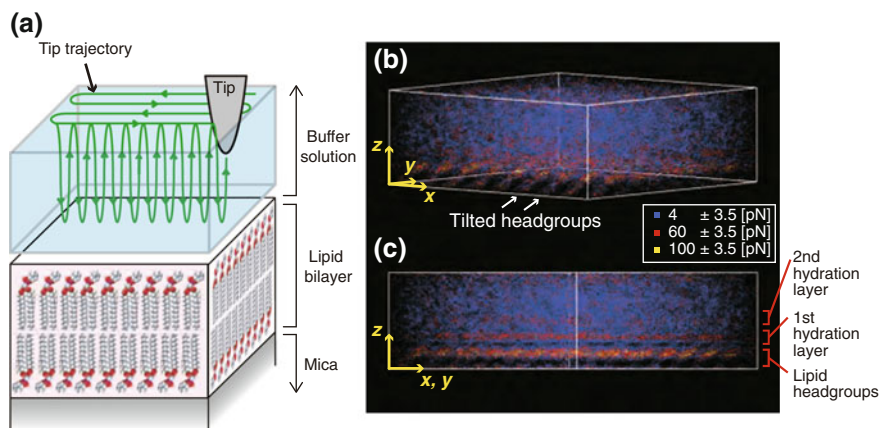 (a)
Tip trajectory
Tip
Buffer
solution
Lipid
bilayer
Mica
(b)
z
y
x
Tilted headgroups
4 ± 3.5 [pN]
60 ± 3.5 [pN]
100 ± 3.5 [pN]
(c)
z
x, y
2nd
hydration
layer
1st
hydration
layer
Lipid
headgroups